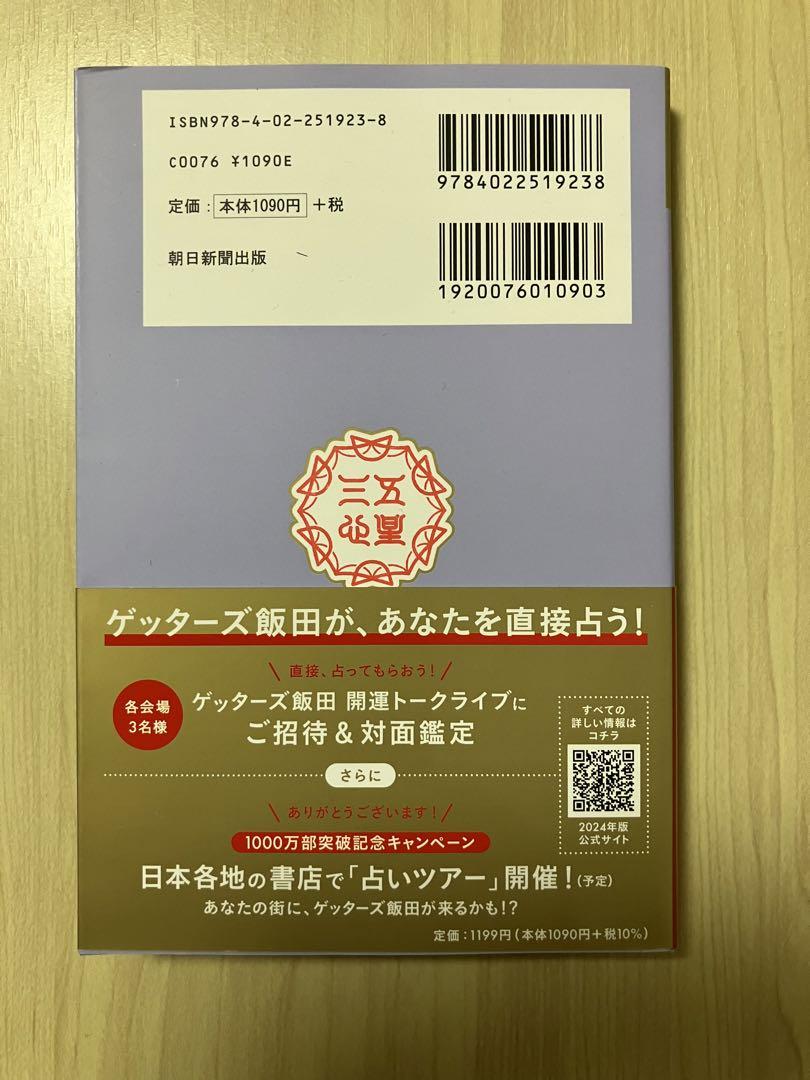 ISBN978-4-02-251923-8
C0076 ¥1090E
定価：本体1090円＋税
朝日新聞出版
9784022519238
1920076010903
三五
心星
ゲッターズ飯田が、あなたを直接占う！
直接、占ってもらおう！
各会場
3名様
ゲッターズ飯田 開運トークライブに
ご招待＆対面鑑定
さらに
ありがとうございます！
1000万部突破記念キャンペーン
日本各地の書店で「占いツアー」開催！(予定)
あなたの街に、ゲッターズ飯田が来るかも！？
すべての
詳しい情報は
コチラ
2024年版
公式サイト
定価：1199円（本体1090円＋税10％）